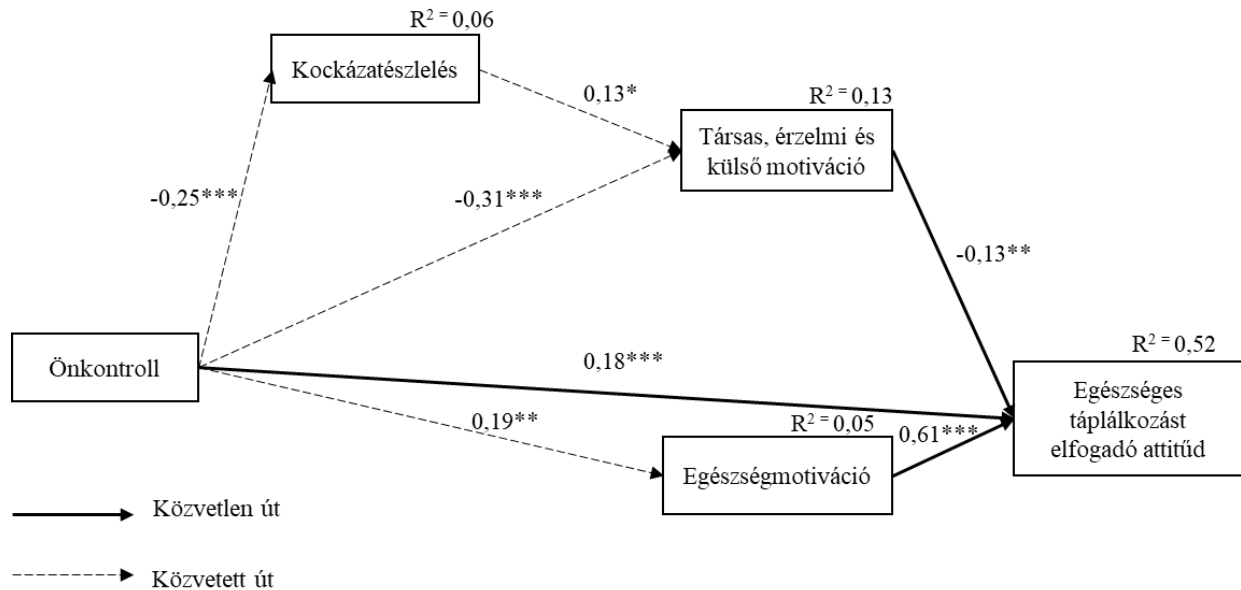 R² = 0,06
Kockázatészlelés
0,13*
R² = 0,13
Társas, érzelmi és
külső motiváció
-0,25***
-0,31***
-0,13**
Önkontroll
0,18***
R² = 0,52
Egészséges
táplálkozást
elfogadó attitűd
0,19**
R² = 0,05
0,61***
Egészségmotiváció
Közvetlen út
Közvetett út